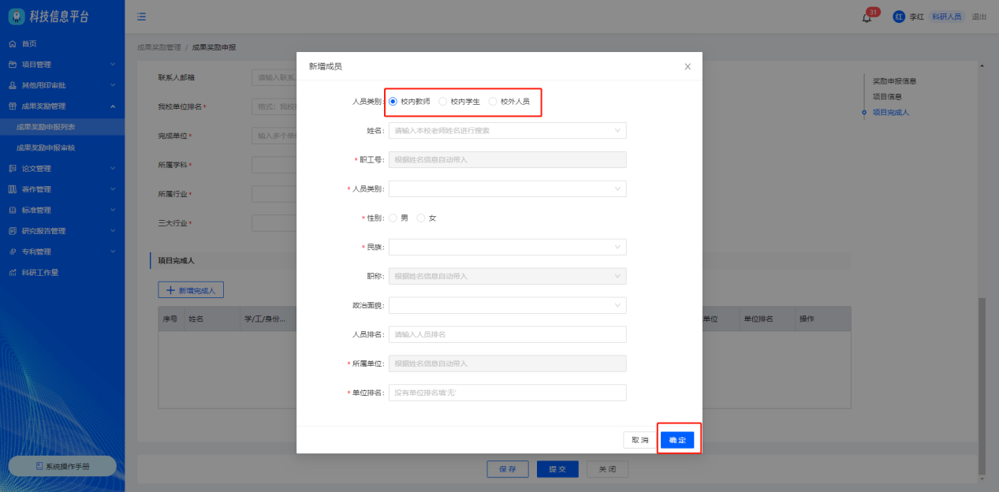 科技信息平台
31
红 李红 科研人员 退出
首页
项目管理
其他用印审批
成果奖励管理
成果奖励申报列表
成果奖励申报审核
论文管理
著作管理
标准管理
研究报告管理
专利管理
科研工作量
系统操作手册
成果奖励管理 / 成果奖励申报
联系人邮箱 请输入联系
我校单位排名* 格式：我校
完成单位* 输入多个单
所属学科*
所属行业*
三大行业*
项目完成人
+ 新增完成人
序号 姓名 学/工/身份... 单位 单位排名 操作
新增成员
人员类别: 校内教师 校内学生 校外人员
姓名: 请输入本校老师姓名进行搜索
* 职工号: 根据姓名信息自动带入
* 人员类别:
* 性别: 男 女
* 民族:
职称: 根据姓名信息自动带入
政治面貌:
人员排名: 请输入人员排名
* 所属单位: 根据姓名信息自动带入
* 单位排名: 没有单位排名填'无'
取消 确定
保存 提交 关闭
奖励申报信息
项目信息
项目完成人